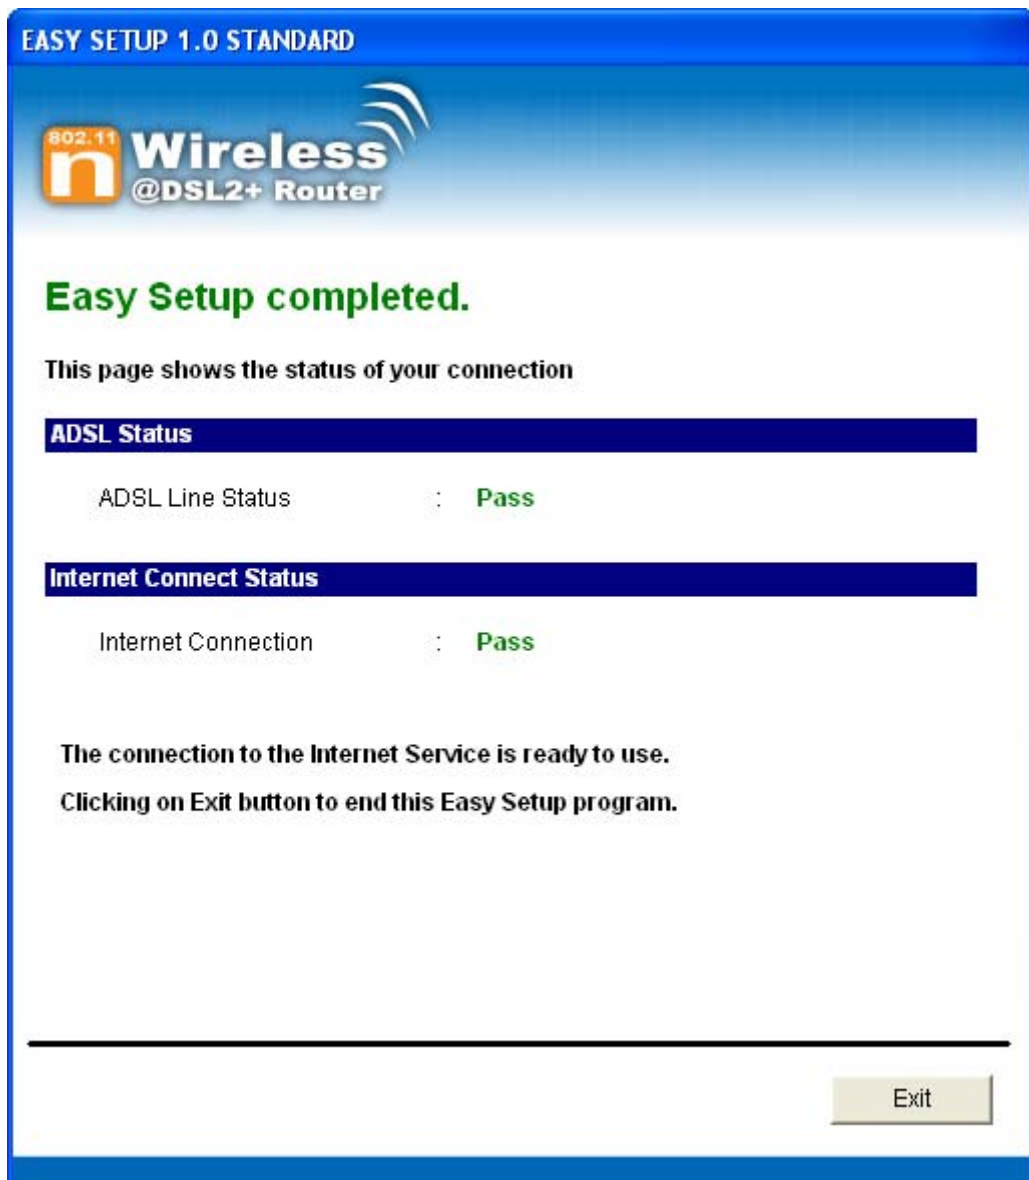 EASY SETUP 1.0 STANDARD
802.11
n Wireless
@DSL2+ Router
Easy Setup completed.
This page shows the status of your connection
ADSL Status
ADSL Line Status : Pass
Internet Connect Status
Internet Connection : Pass
The connection to the Internet Service is ready to use.
Clicking on Exit button to end this Easy Setup program.
Exit